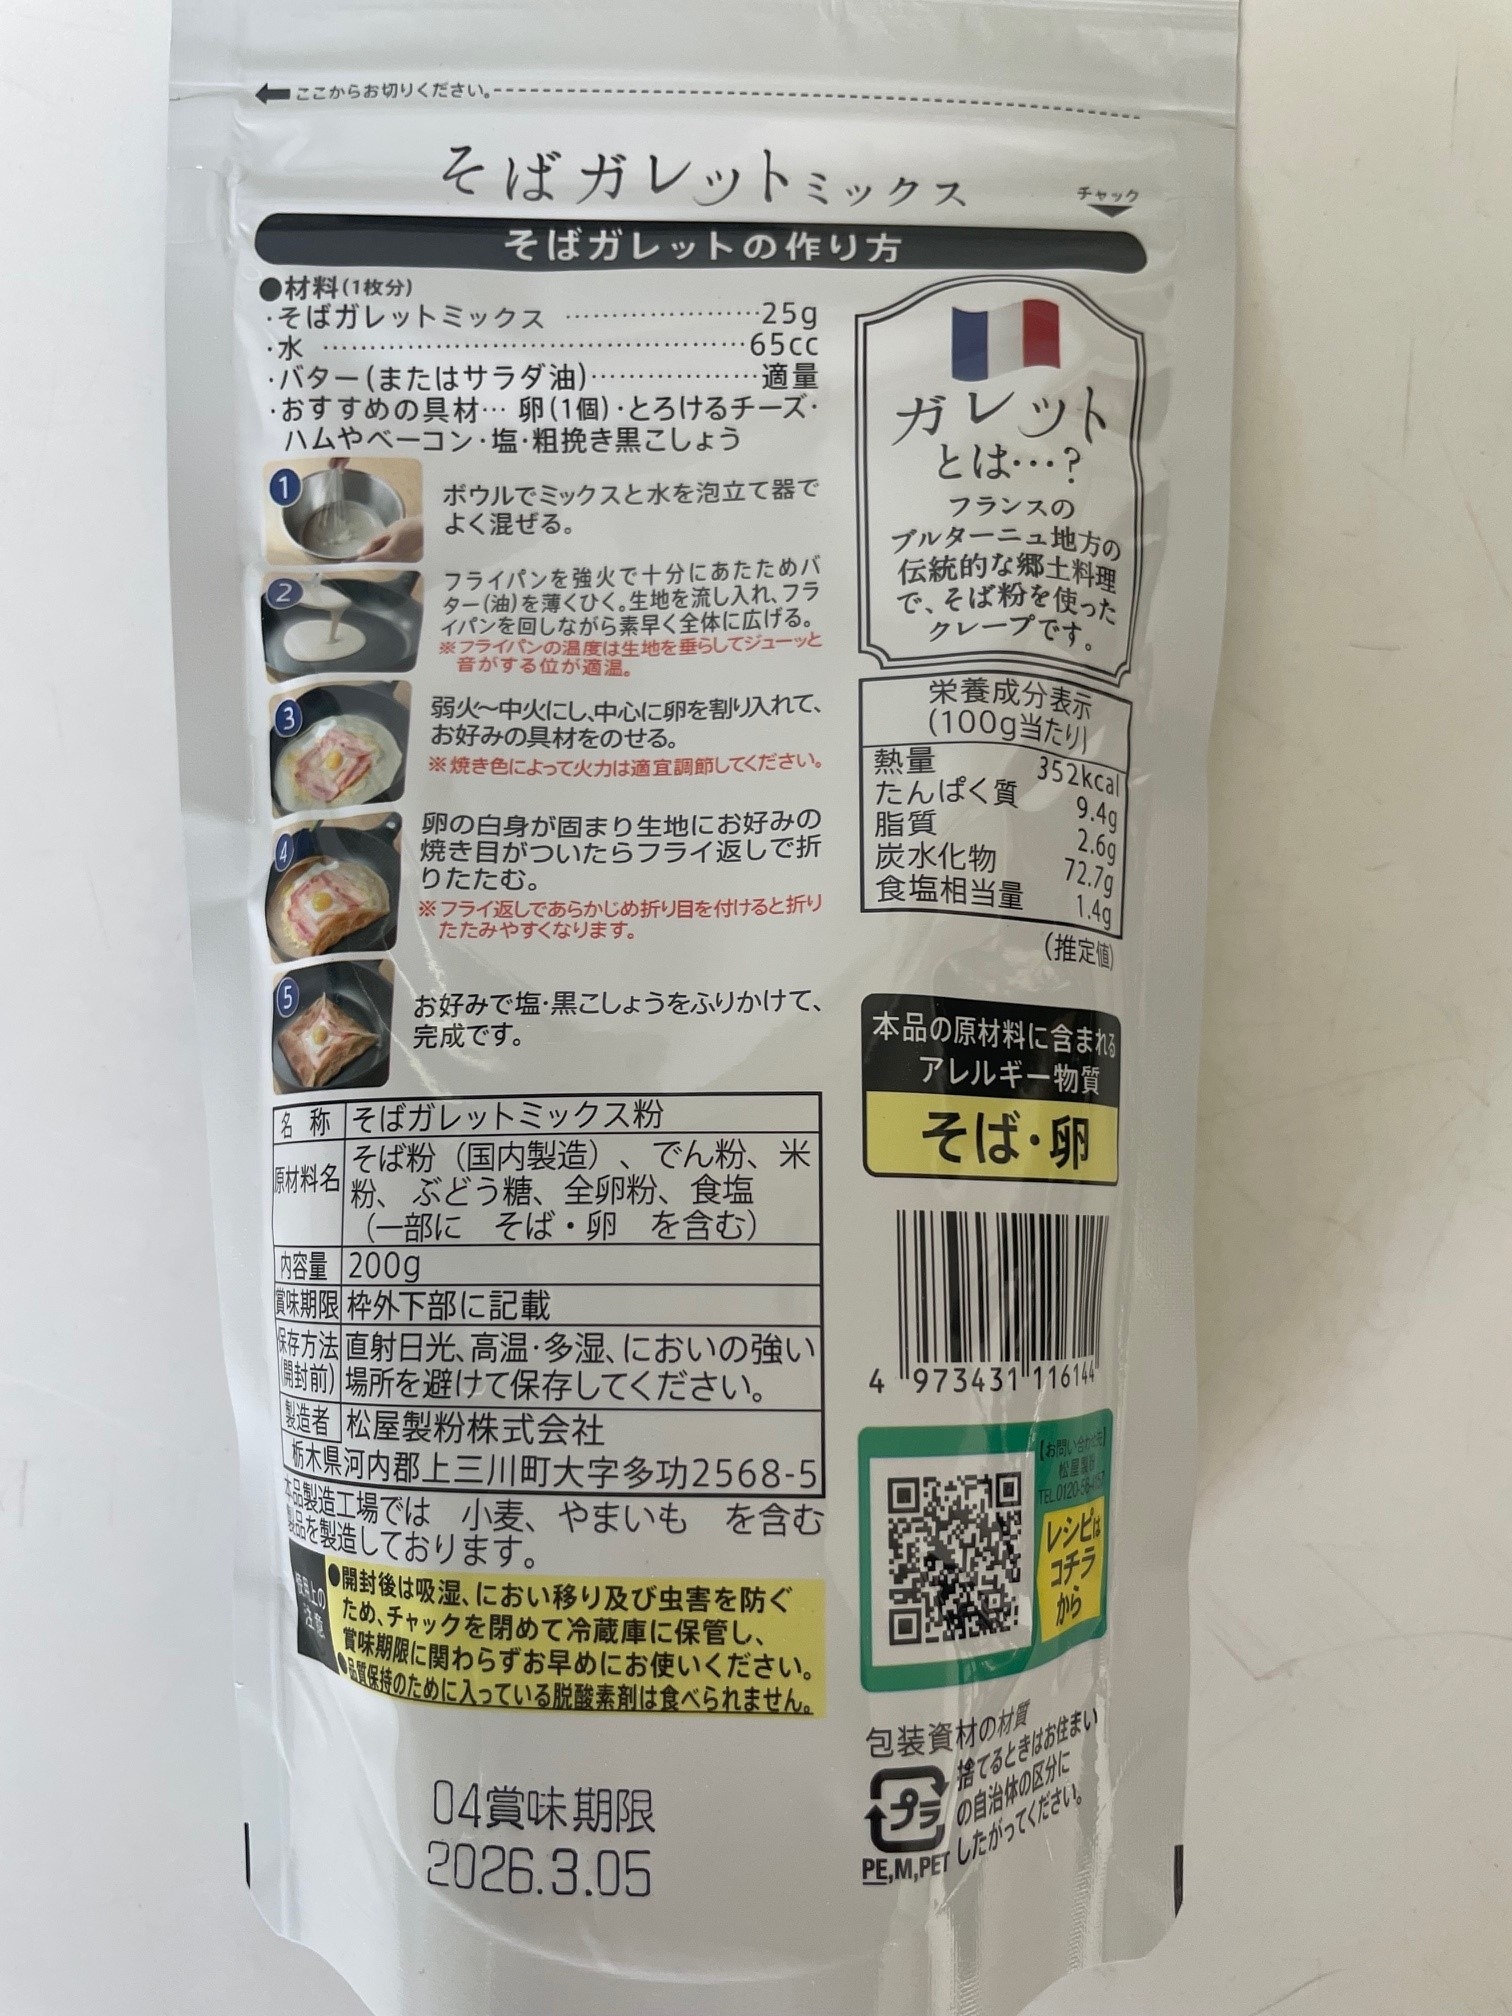 ここからお切りください。
そばガレットミックス
チャック
そばガレットの作り方
●材料(1枚分)
・そばガレットミックス ……………………25g
・水 ……………………………………65cc
・バター(またはサラダ油)………………適量
・おすすめの具材… 卵(1個)・とろけるチーズ・
ハムやベーコン・塩・粗挽き黒こしょう
1
ボウルでミックスと水を泡立て器で
よく混ぜる。
2
フライパンを強火で十分にあたためバ
ター(油)を薄くひく。生地を流し入れ、フラ
イパンを回しながら素早く全体に広げる。
※フライパンの温度は生地を垂らしてジューッと
音がする位が適温。
3
弱火〜中火にし、中心に卵を割り入れて、
お好みの具材をのせる。
※焼き色によって火力は適宜調節してください。
4
卵の白身が固まり生地にお好みの
焼き目がついたらフライ返しで折
りたたむ。
※フライ返しであらかじめ折り目を付けると折り
たたみやすくなります。
5
お好みで塩・黒こしょうをふりかけて、
完成です。
ガレット
とは…?
フランスの
ブルターニュ地方の
伝統的な郷土料理
で、そば粉を使った
クレープです。
栄養成分表示
(100g当たり)
熱量 352kcal
たんぱく質 9.4g
脂質 2.6g
炭水化物 72.7g
食塩相当量 1.4g
(推定値)
本品の原材料に含まれる
アレルギー物質
そば・卵
名 称 そばガレットミックス粉
原材料名 そば粉（国内製造）、でん粉、米
粉、ぶどう糖、全卵粉、食塩
（一部に そば・卵 を含む）
内容量 200g
賞味期限 枠外下部に記載
保存方法 直射日光、高温・多湿、においの強い
(開封前) 場所を避けて保存してください。
製造者 松屋製粉株式会社
栃木県河内郡上三川町大字多功2568-5
本品製造工場では 小麦、やまいも を含む
製品を製造しております。
使用上の
注意
●開封後は吸湿、におい移り及び虫害を防ぐ
ため、チャックを閉めて冷蔵庫に保管し、
賞味期限に関わらずお早めにお使いください。
●品質保持のために入っている脱酸素剤は食べられません。
4 973431 116144
【お問い合わせ先】
松屋製粉
レシピは
コチラ
から
包装資材の材質
プラ
捨てるときはお住まい
の自治体の区分に
したがってください。
PE,M,PET
04賞味期限
2026.3.05